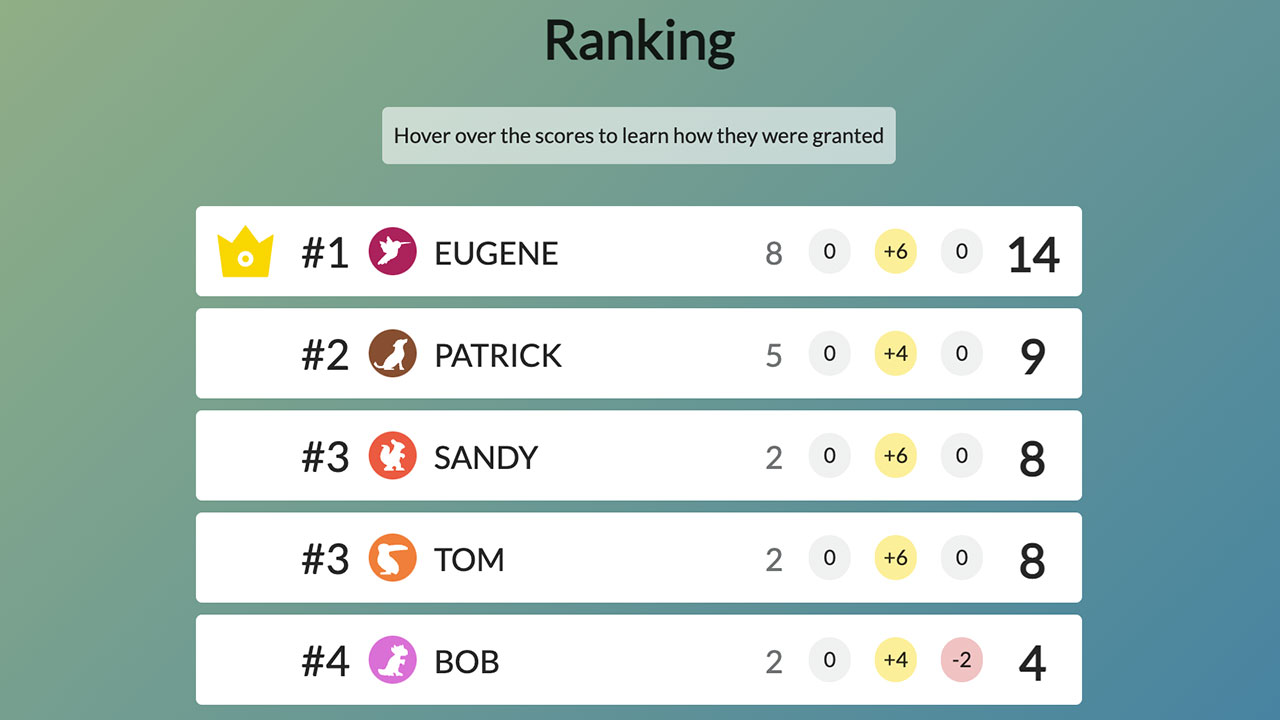 Ranking
Hover over the scores to learn how they were granted
#1 EUGENE 8 0 +6 0 14
#2 PATRICK 5 0 +4 0 9
#3 SANDY 2 0 +6 0 8
#3 TOM 2 0 +6 0 8
#4 BOB 2 0 +4 -2 4